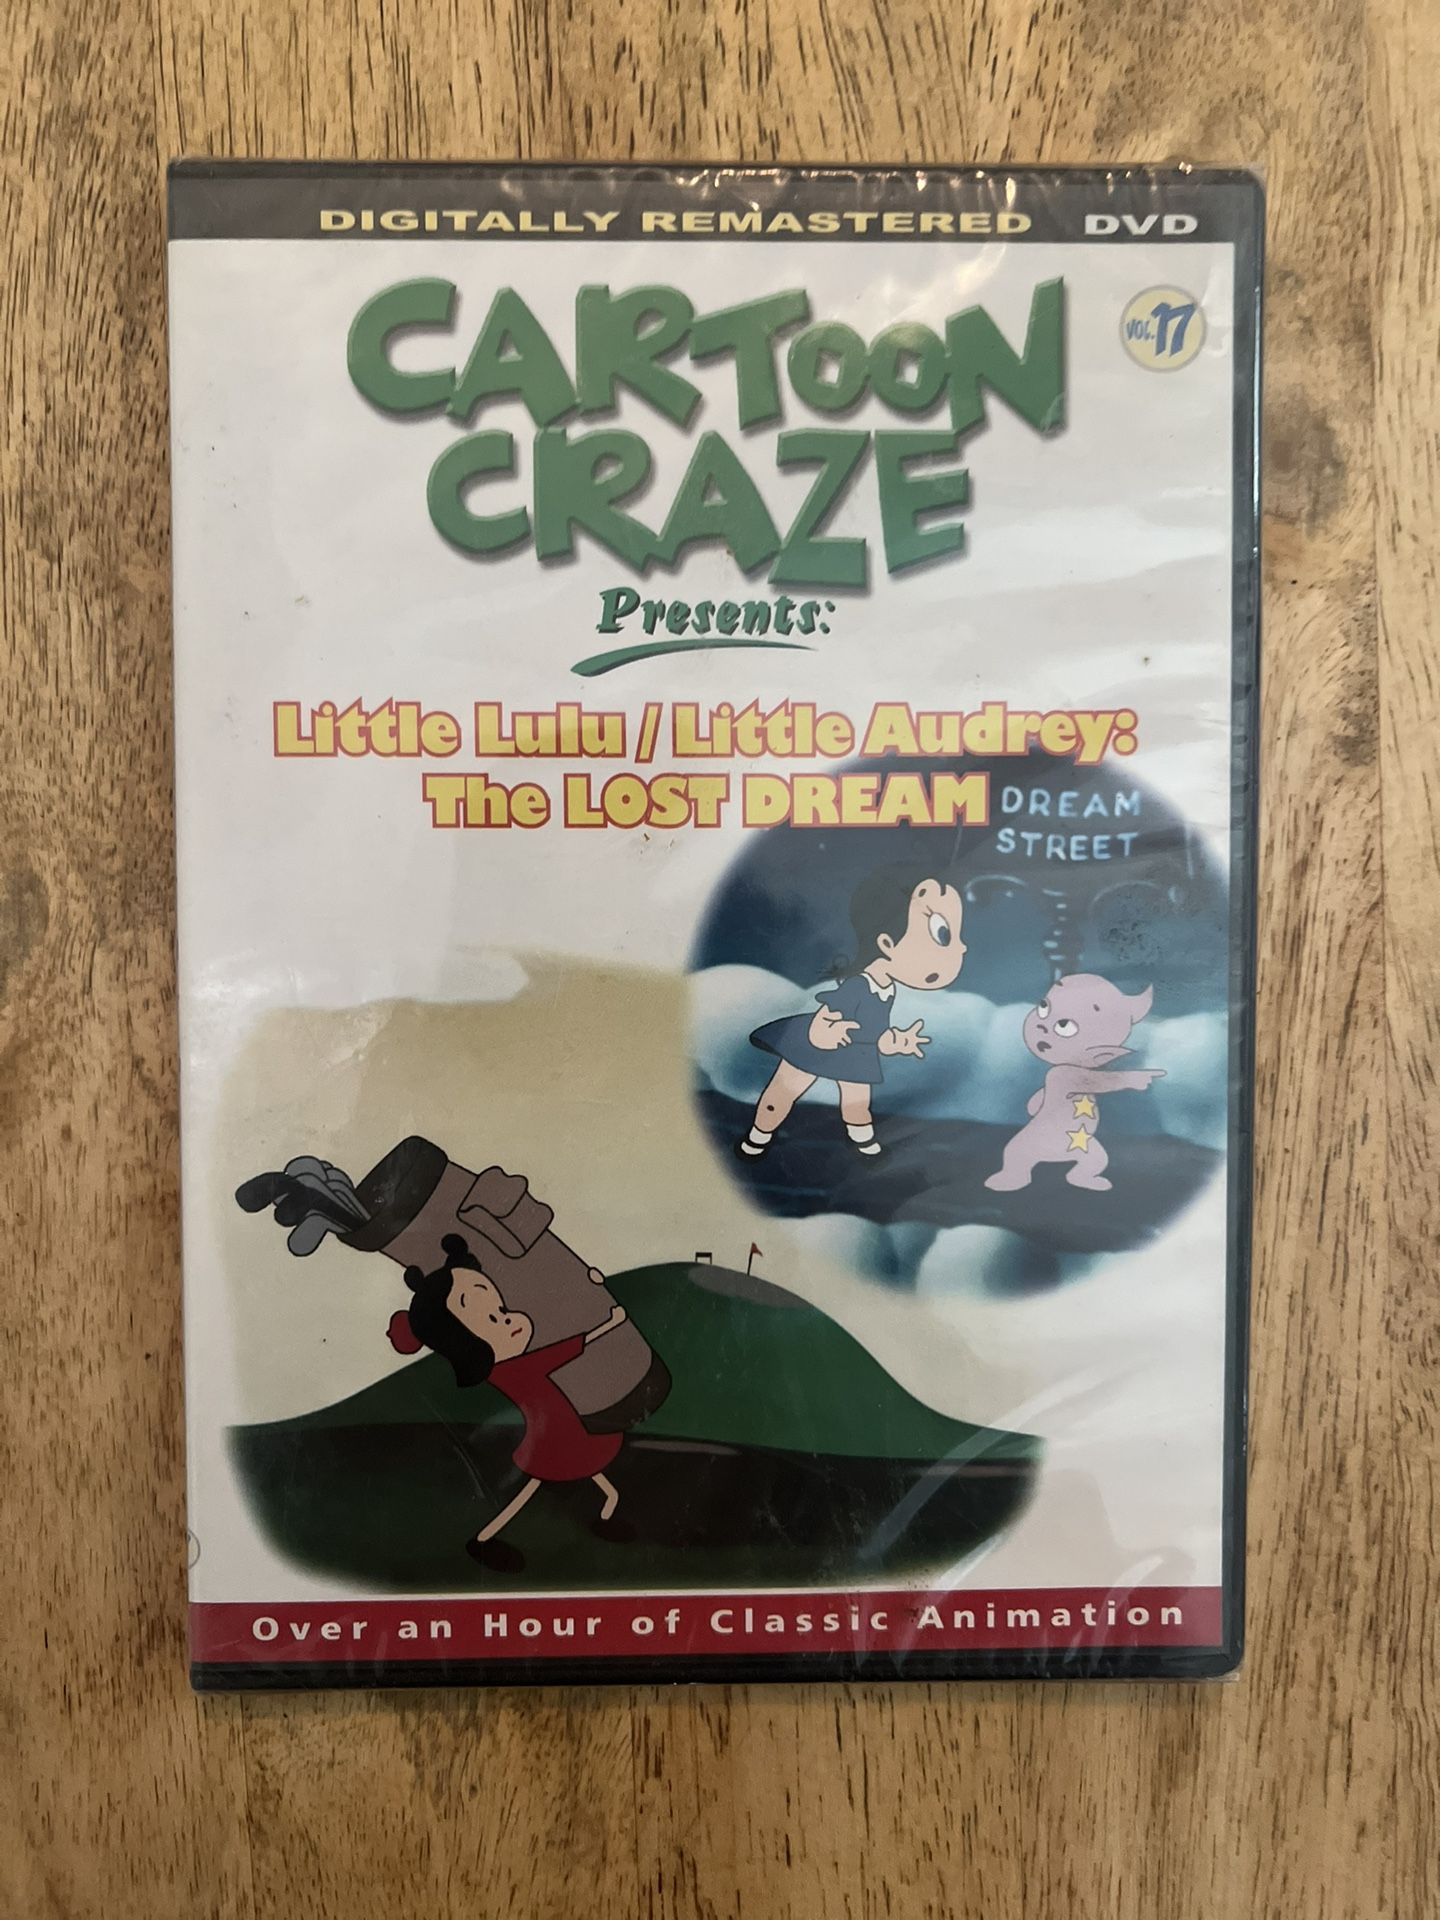 DIGITALLY REMASTERED DVD
CARTOON
VOL. 17
CRAZE
Presents:
Little Lulu / Little Audrey:
The LOST DREAM
DREAM
STREET
Over an Hour of Classic Animation